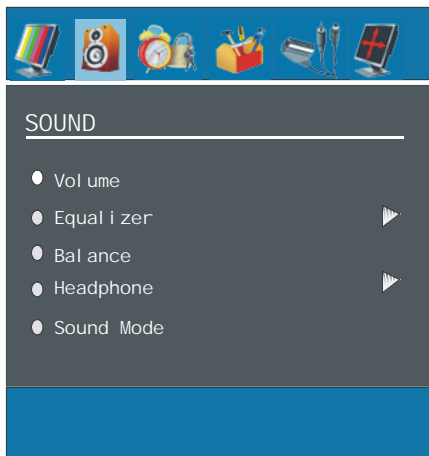 SOUND
Volume
Equalizer
Balance
Headphone
Sound Mode